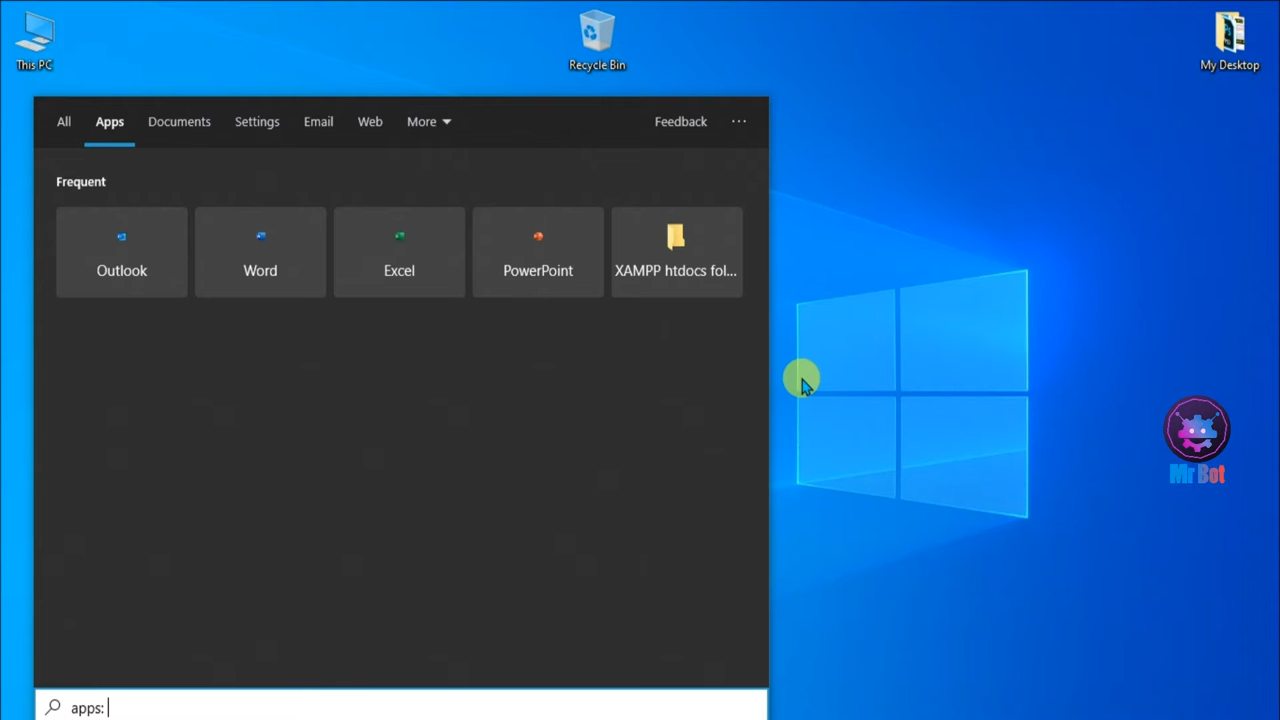 This PC
Recycle Bin
My Desktop
All Apps Documents Settings Email Web More Feedback ...
Frequent
Outlook Word Excel PowerPoint XAMPP htdocs fol...
Mr Bot
apps: